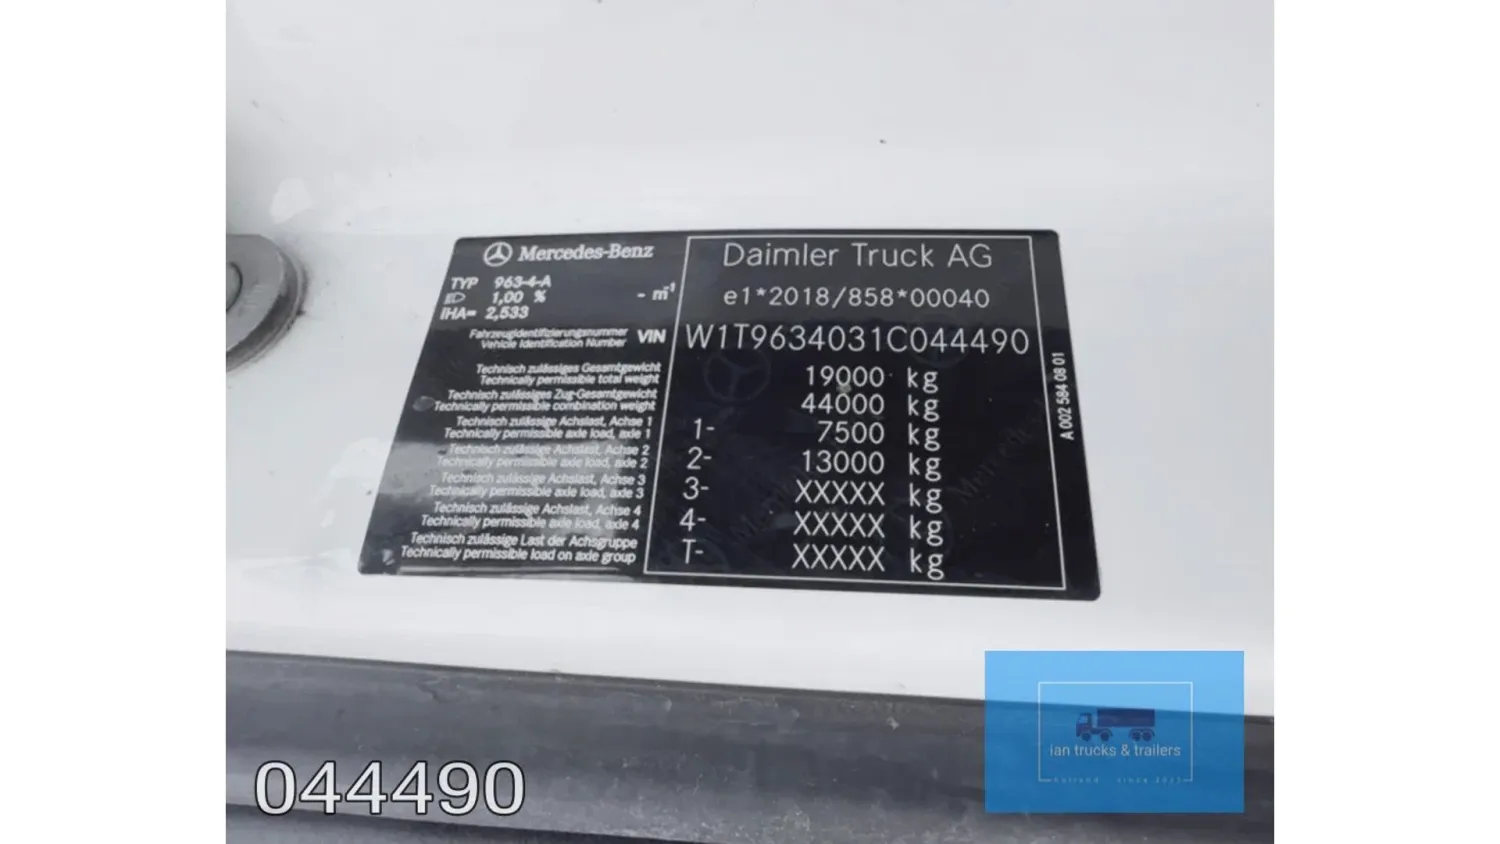 Mercedes-Benz
TYP 963-4-A
1,00 % - m-1
IHA= 2,533
Fahrzeugidentifizierungsnummer
Vehicle Identification Number VIN
Technisch zulässiges Gesamtgewicht
Technically permissible total weight
Technisch zulässiges Zug-Gesamtgewicht
Technically permissible combination weight
Technisch zulässige Achslast, Achse 1
Technically permissible axle load, axle 1
Technisch zulässige Achslast, Achse 2
Technically permissible axle load, axle 2
Technisch zulässige Achslast, Achse 3
Technically permissible axle load, axle 3
Technisch zulässige Achslast, Achse 4
Technically permissible axle load, axle 4
Technisch zulässige Last der Achsgruppe
Technically permissible load on axle group
Daimler Truck AG
e1*2018/858*00040
W1T9634031C044490
19000 kg
44000 kg
1- 7500 kg
2- 13000 kg
3- XXXXX kg
4- XXXXX kg
T- XXXXX kg
A 002 584 08 01
044490
ian trucks & trailers
holland since